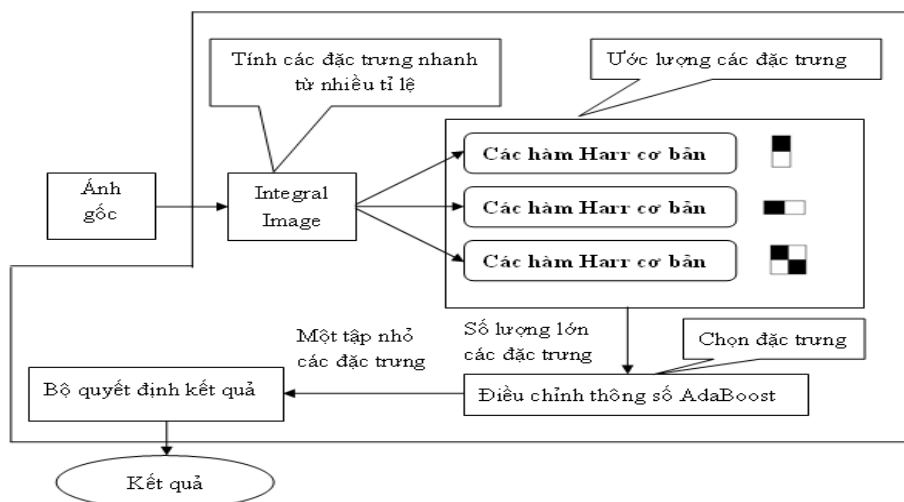 Tính các đặc trưng nhanh
từ nhiều tỉ lệ
Ước lượng các đặc trưng
Các hàm Harr cơ bản
Ảnh
gốc
Integral
Image
Các hàm Harr cơ bản
Các hàm Harr cơ bản
Một tập nhỏ
các đặc trưng
Số lượng lớn
các đặc trưng
Chọn đặc trưng
Bộ quyết định kết quả
Điều chỉnh thông số AdaBoost
Kết quả